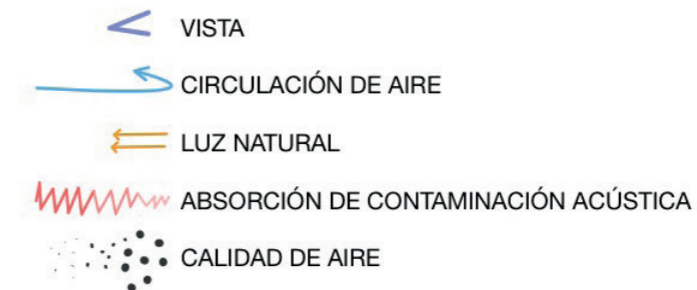 VISTA
CIRCULACIÓN DE AIRE
LUZ NATURAL
ABSORCIÓN DE CONTAMINACIÓN ACÚSTICA
CALIDAD DE AIRE